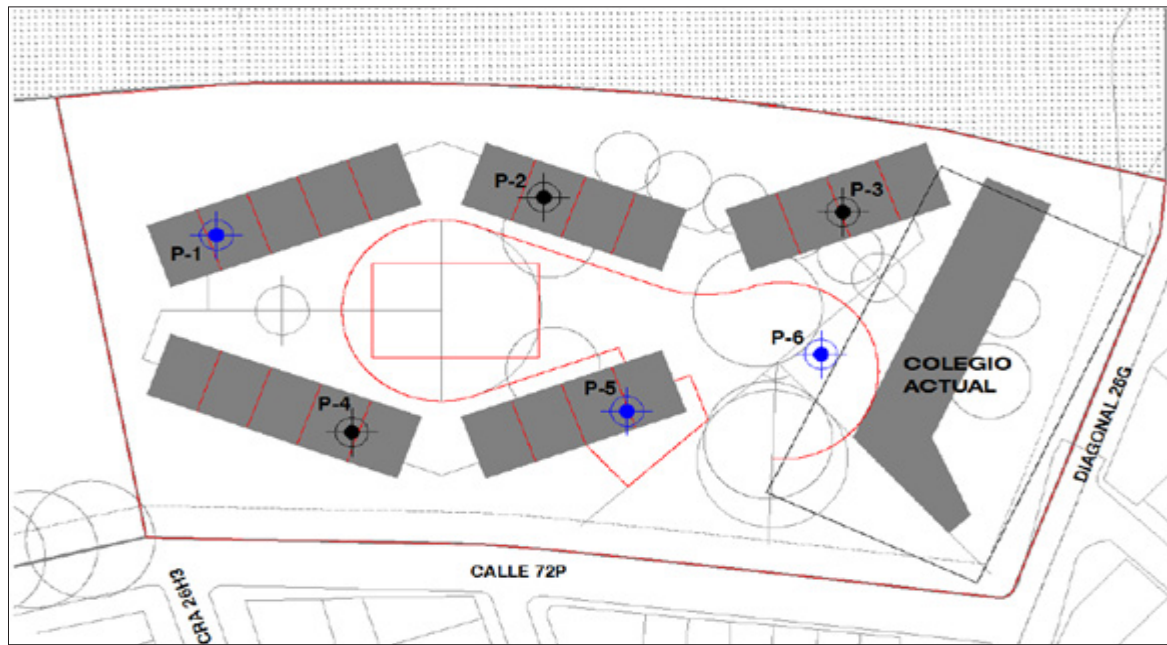 P-2
P-3
P-1
P-6
COLEGIO
ACTUAL
P-4
P-5
DIAGONAL 26G
CALLE 72P
CRA 26H3